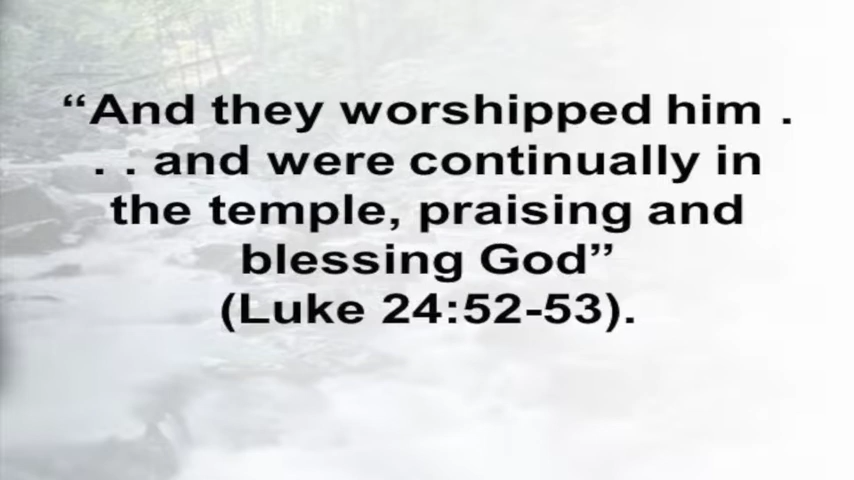 “And they worshipped him .
. . and were continually in
the temple, praising and
blessing God”
(Luke 24:52-53).